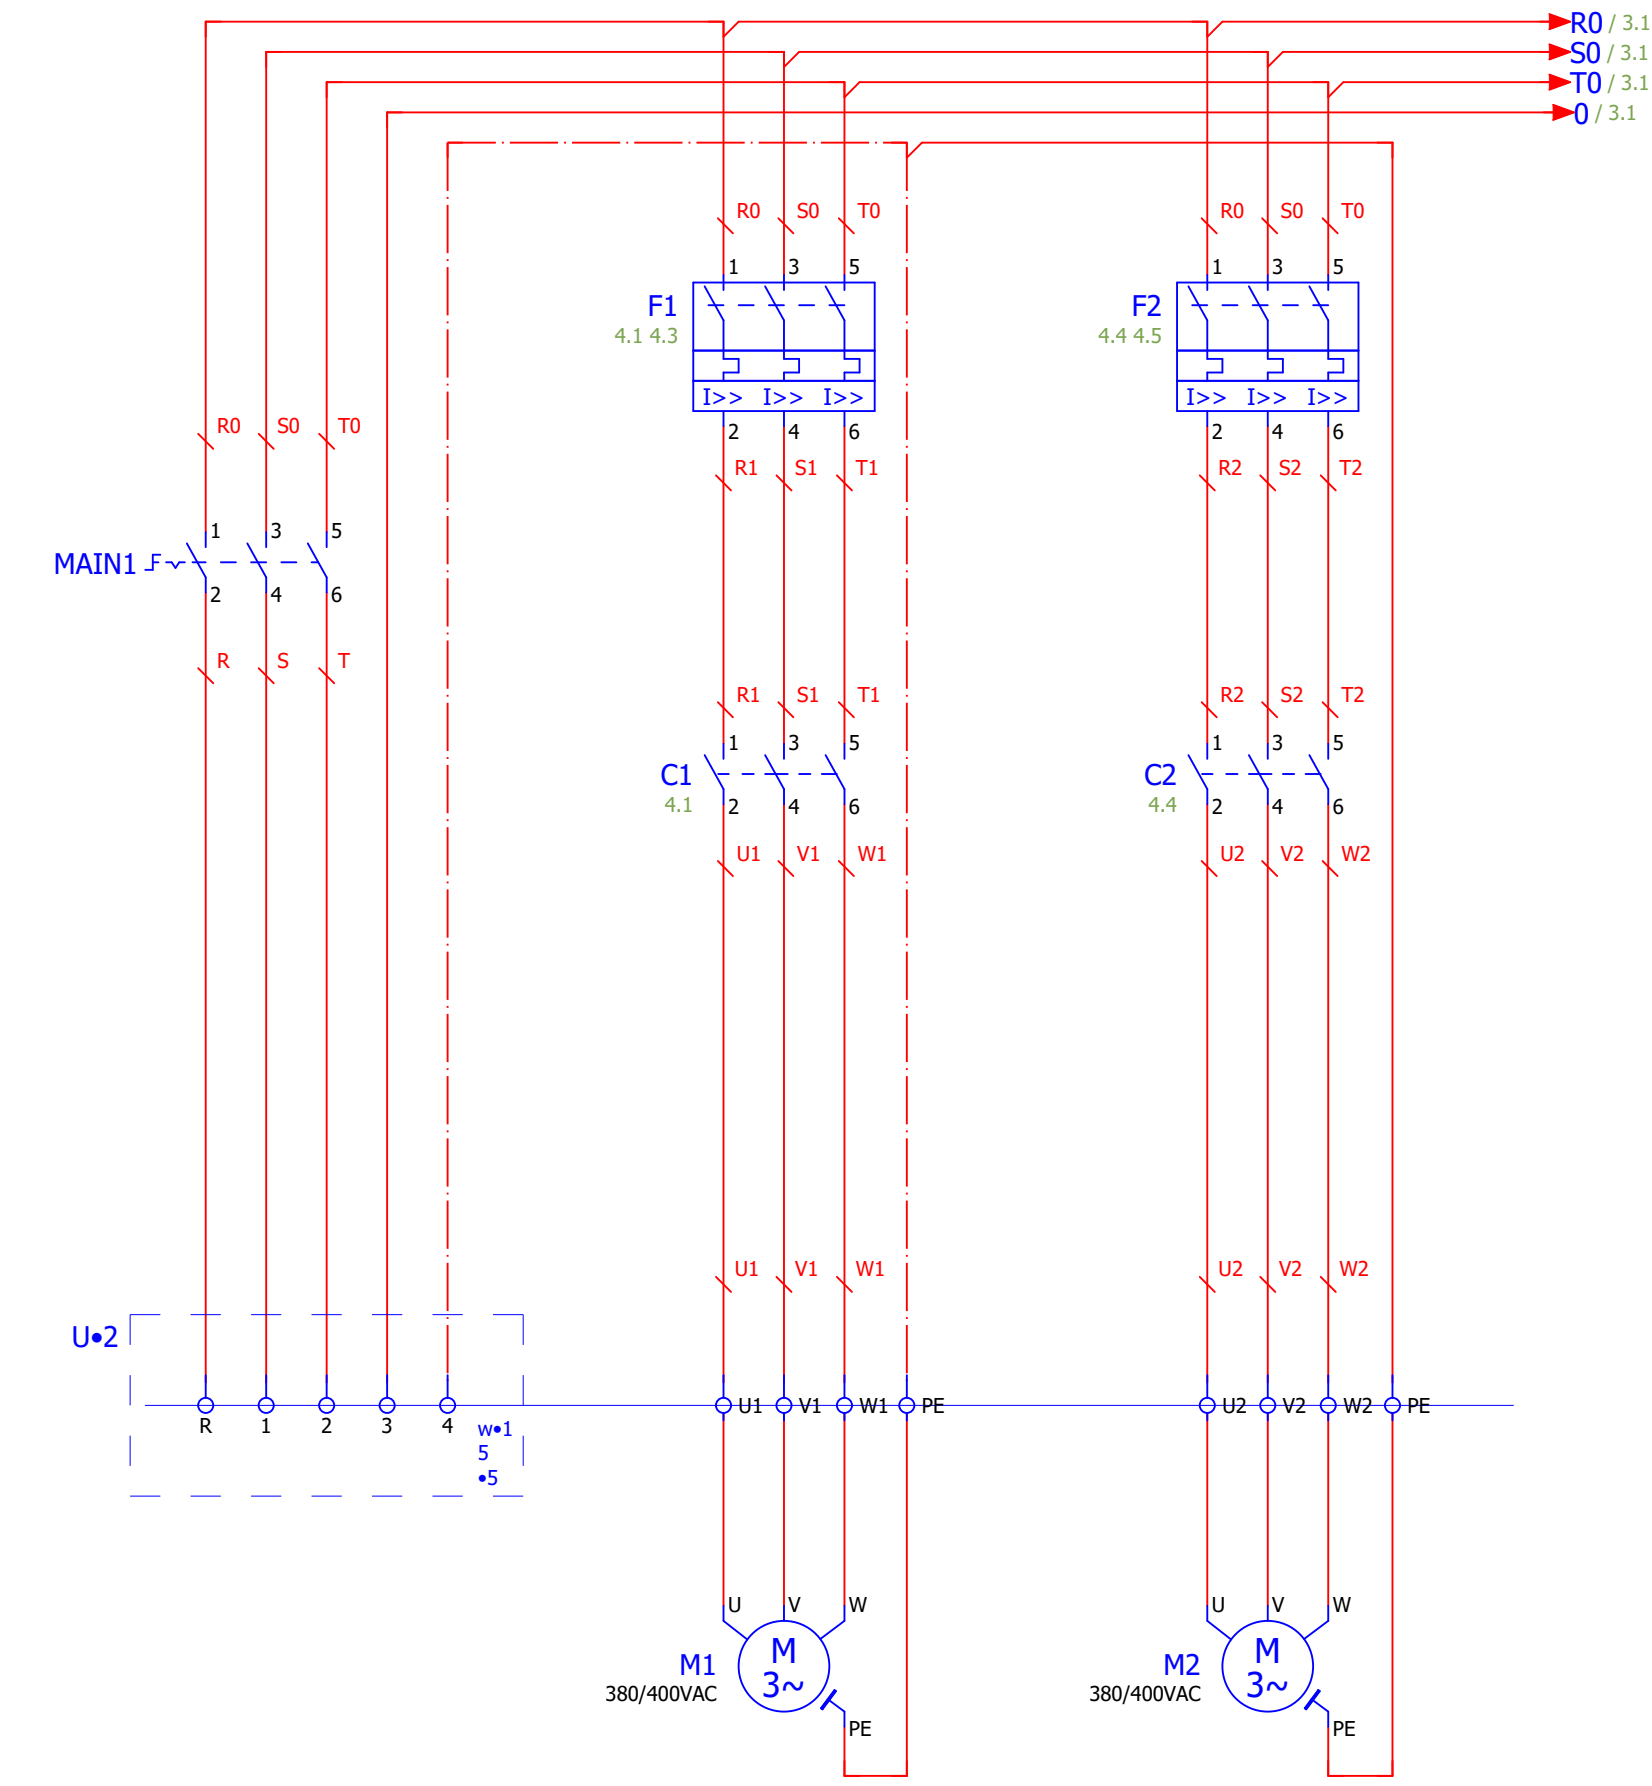 R0 / 3.1
S0 / 3.1
T0 / 3.1
0 / 3.1
R0 S0 T0 R0 S0 T0
1 3 5 1 3 5
F1 F2
4.1 4.3 4.4 4.5
I>> I>> I>> I>> I>> I>>
2 4 6 2 4 6
R0 S0 T0
R1 S1 T1 R2 S2 T2
1 3 5
MAIN1
2 4 6
R S T
R1 S1 T1 R2 S2 T2
1 3 5 1 3 5
C1 C2
4.1 4.4
2 4 6 2 4 6
U1 V1 W1 U2 V2 W2
U1 V1 W1 U2 V2 W2
U•2
U1 V1 W1 PE U2 V2 W2 PE
R 1 2 3 4
w•1
5
•5
U V W U V W
M M
3~ 3~
M1 M2
380/400VAC 380/400VAC
PE PE